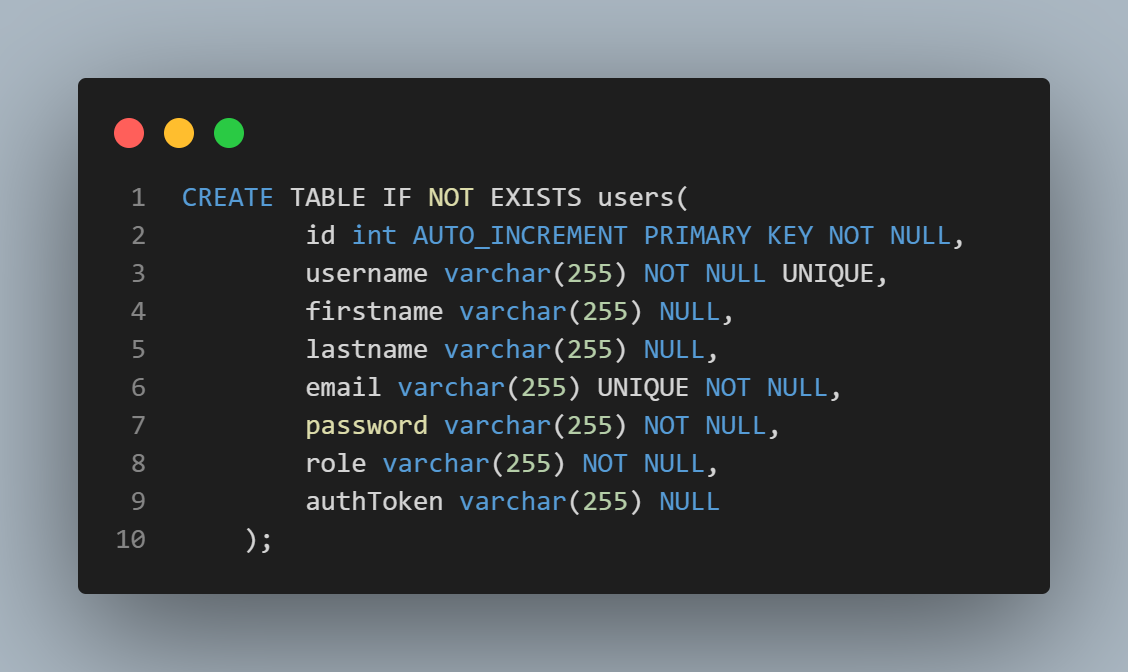 1 CREATE TABLE IF NOT EXISTS users(
2 id int AUTO_INCREMENT PRIMARY KEY NOT NULL,
3 username varchar(255) NOT NULL UNIQUE,
4 firstname varchar(255) NULL,
5 lastname varchar(255) NULL,
6 email varchar(255) UNIQUE NOT NULL,
7 password varchar(255) NOT NULL,
8 role varchar(255) NOT NULL,
9 authToken varchar(255) NULL
10 );